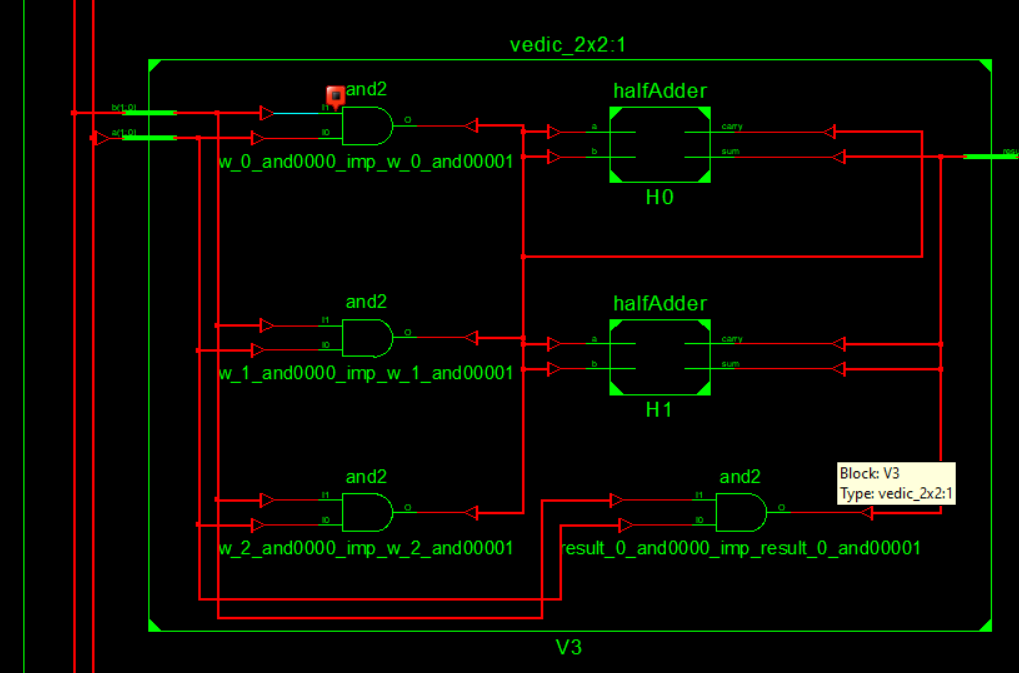 vedic_2x2:1
and2
halfAdder
b(1:0)
a(1:0)
I1
I0
O
a
b
carry
sum
w_0_and0000_imp_w_0_and00001
H0
and2
halfAdder
I1
I0
O
a
b
carry
sum
w_1_and0000_imp_w_1_and00001
H1
and2
and2
Block: V3
Type: vedic_2x2:1
I1
I0
O
I1
I0
O
w_2_and0000_imp_w_2_and00001
result_0_and0000_imp_result_0_and00001
V3